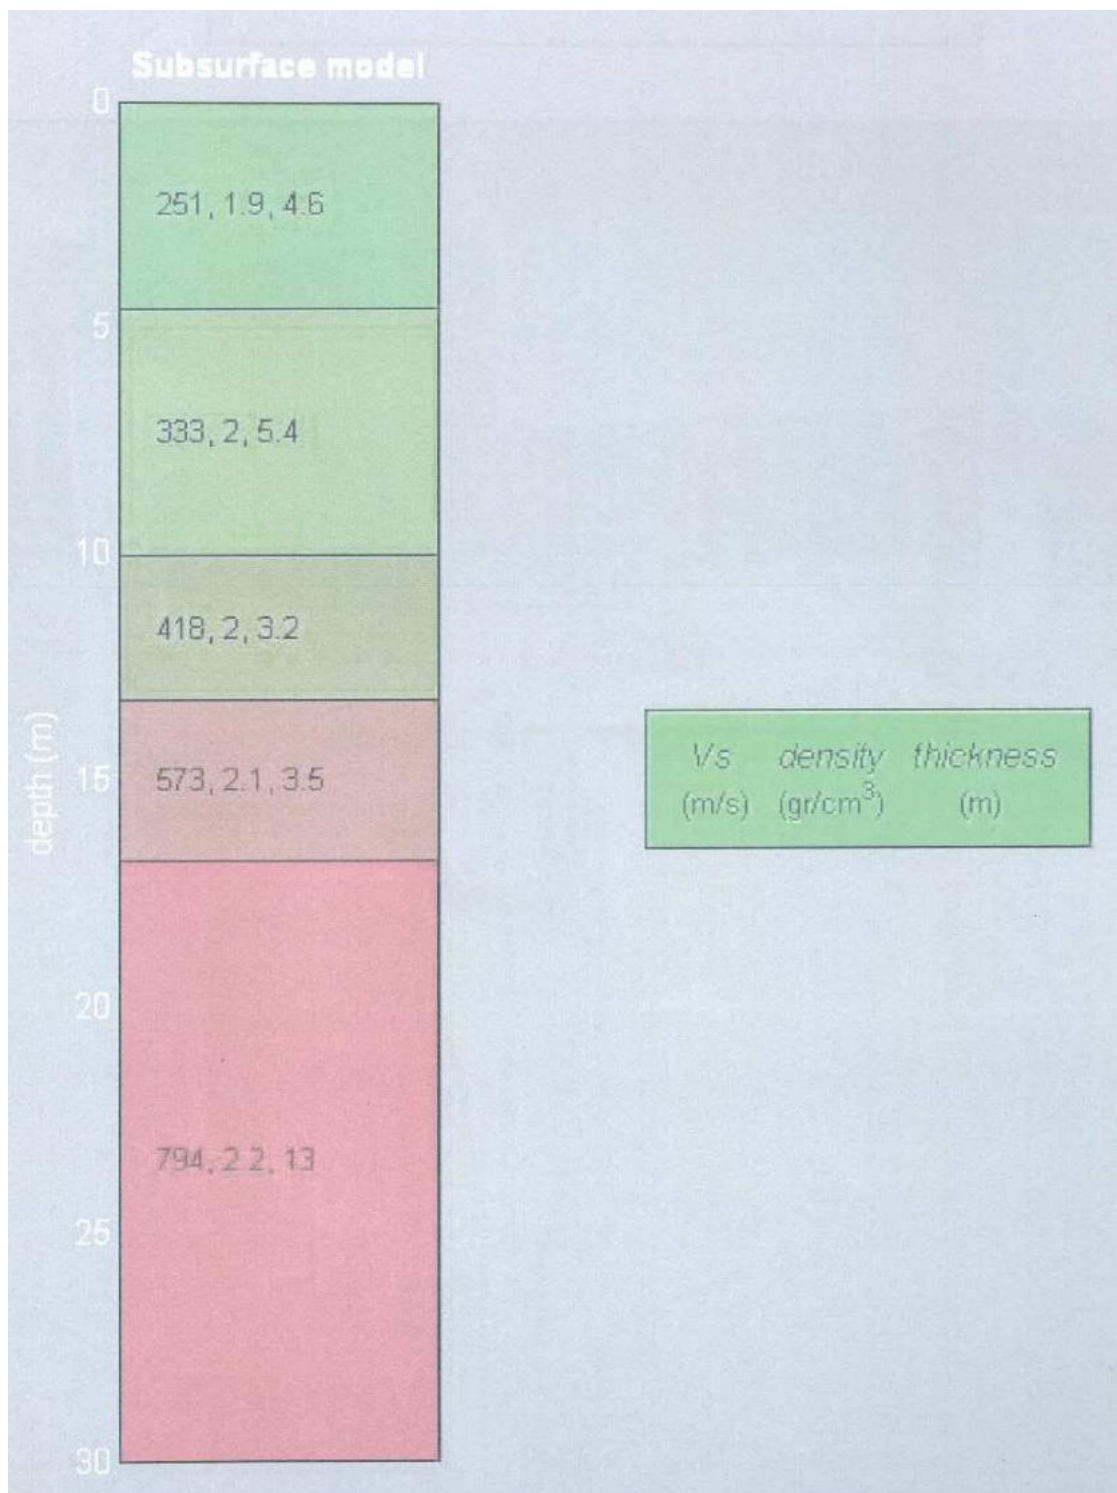 Subsurface model
0
251, 1.9, 4.6
5
333, 2, 5.4
10
418, 2, 3.2
depth (m)
15
573, 2.1, 3.5
Vs density thickness
(m/s) (gr/cm³) (m)
20
794, 2.2, 13
25
30